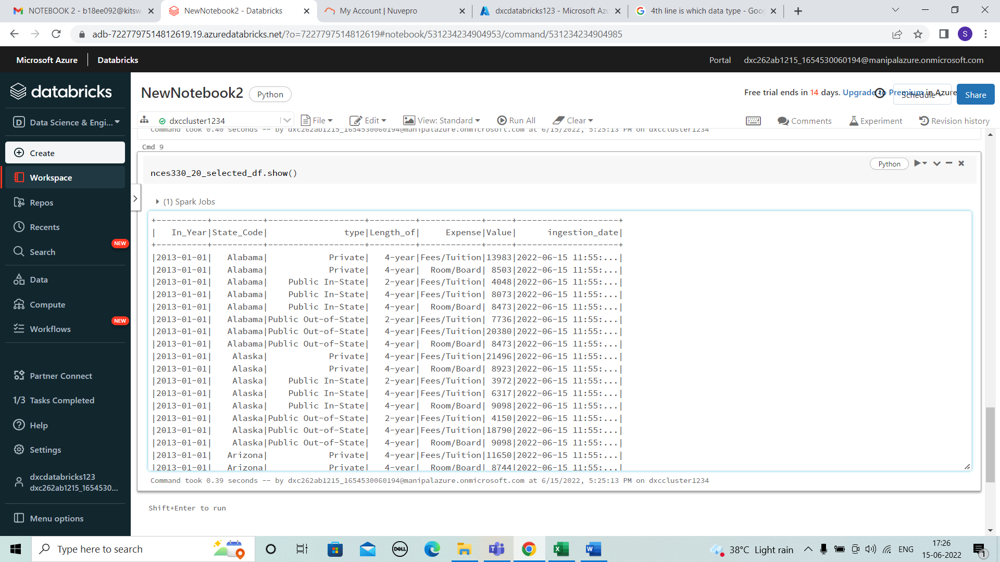 NOTEBOOK 2 - b18ee092@kitsw.
NewNotebook2 - Databricks
My Account | Nuvepro
dxcdatabricks123 - Microsoft Azu
4th line is which data type - Goo
adb-7227797514812619.19.azuredatabricks.net/?o=7227797514812619#notebook/531234234904953/command/531234234904985
S
Microsoft Azure
Databricks
Portal
dxc262ab1215_1654530060194@manipalazure.onmicrosoft.com
databricks
Data Science & Engi...
Create
Workspace
Repos
Recents
NEW
Search
Data
Compute
NEW
Workflows
Partner Connect
1/3 Tasks Completed
Help
Settings
dxcdatabricks123
dxc262ab1215_1654530...
Menu options
NewNotebook2
Python
Free trial ends in 14 days. Upgrade to Premium in Azure
Schedule
Share
dxccluster1234
File
Edit
View: Standard
Run All
Clear
Comments
Experiment
Revision history
Command took 0.40 seconds -- by dxc262ab1215_1654530060194@manipalazure.onmicrosoft.com at 6/15/2022, 5:25:13 PM on dxccluster1234
Cmd 9
Python
nces330_20_selected_df.show()
(1) Spark Jobs
+----------+----------+-------------------+---------+------------+-----+--------------------+
|   In_Year|State_Code|               type|Length_of|     Expense|Value|      ingestion_date|
+----------+----------+-------------------+---------+------------+-----+--------------------+
|2013-01-01|   Alabama|            Private|   4-year|Fees/Tuition|13983|2022-06-15 11:55:...|
|2013-01-01|   Alabama|            Private|   4-year|  Room/Board| 8503|2022-06-15 11:55:...|
|2013-01-01|   Alabama|    Public In-State|   2-year|Fees/Tuition| 4048|2022-06-15 11:55:...|
|2013-01-01|   Alabama|    Public In-State|   4-year|Fees/Tuition| 8073|2022-06-15 11:55:...|
|2013-01-01|   Alabama|    Public In-State|   4-year|  Room/Board| 8473|2022-06-15 11:55:...|
|2013-01-01|   Alabama|Public Out-of-State|   2-year|Fees/Tuition| 7736|2022-06-15 11:55:...|
|2013-01-01|   Alabama|Public Out-of-State|   4-year|Fees/Tuition|20380|2022-06-15 11:55:...|
|2013-01-01|   Alabama|Public Out-of-State|   4-year|  Room/Board| 8473|2022-06-15 11:55:...|
|2013-01-01|    Alaska|            Private|   4-year|Fees/Tuition|21496|2022-06-15 11:55:...|
|2013-01-01|    Alaska|            Private|   4-year|  Room/Board| 8923|2022-06-15 11:55:...|
|2013-01-01|    Alaska|    Public In-State|   2-year|Fees/Tuition| 3972|2022-06-15 11:55:...|
|2013-01-01|    Alaska|    Public In-State|   4-year|Fees/Tuition| 6317|2022-06-15 11:55:...|
|2013-01-01|    Alaska|    Public In-State|   4-year|  Room/Board| 9098|2022-06-15 11:55:...|
|2013-01-01|    Alaska|Public Out-of-State|   2-year|Fees/Tuition| 4150|2022-06-15 11:55:...|
|2013-01-01|    Alaska|Public Out-of-State|   4-year|Fees/Tuition|18790|2022-06-15 11:55:...|
|2013-01-01|    Alaska|Public Out-of-State|   4-year|  Room/Board| 9098|2022-06-15 11:55:...|
|2013-01-01|   Arizona|            Private|   4-year|Fees/Tuition|11650|2022-06-15 11:55:...|
|2013-01-01|   Arizona|            Private|   4-year|  Room/Board| 8744|2022-06-15 11:55:...|
Command took 0.39 seconds -- by dxc262ab1215_1654530060194@manipalazure.onmicrosoft.com at 6/15/2022, 5:25:13 PM on dxccluster1234
Shift+Enter to run
Type here to search
DELL
38°C Light rain
ENG
17:26
15-06-2022
1